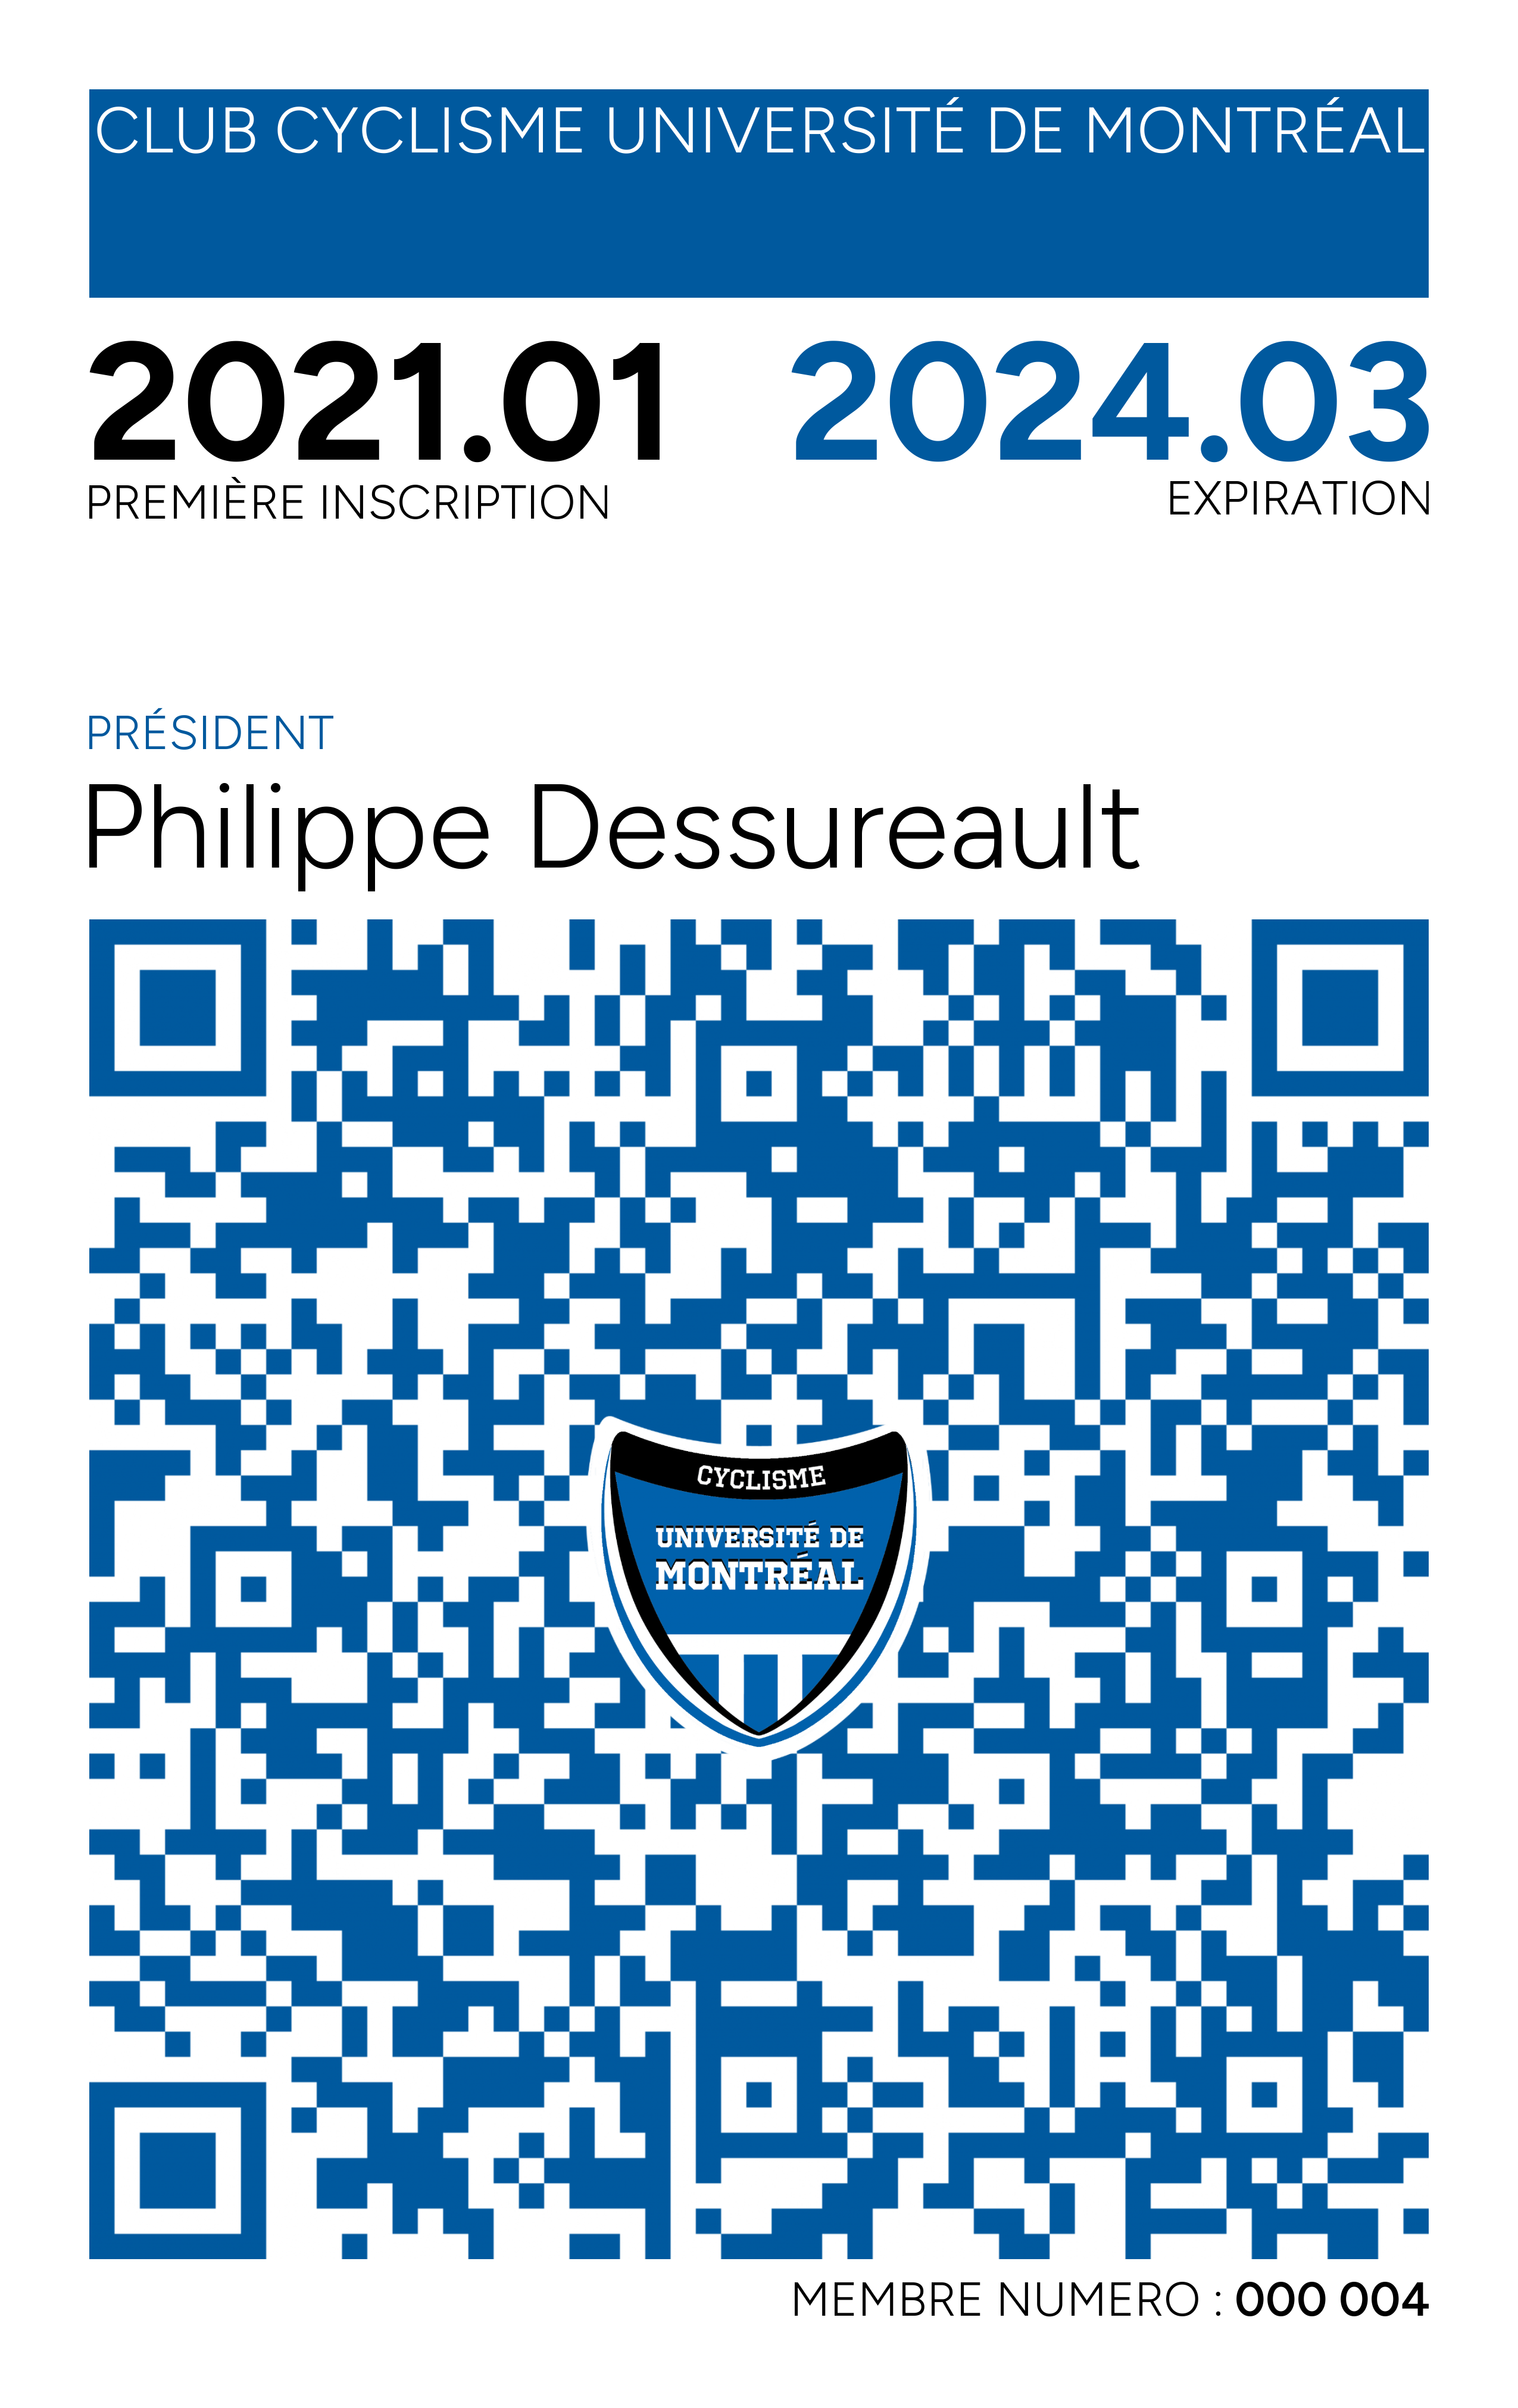 CLUB CYCLISME UNIVERSITÉ DE MONTRÉAL
2021.01 2024.03
PREMIÈRE INSCRIPTION EXPIRATION
PRÉSIDENT
Philippe Dessureault
CYCLISME
UNIVERSITÉ DE
MONTRÉAL
MEMBRE NUMERO : 000 004